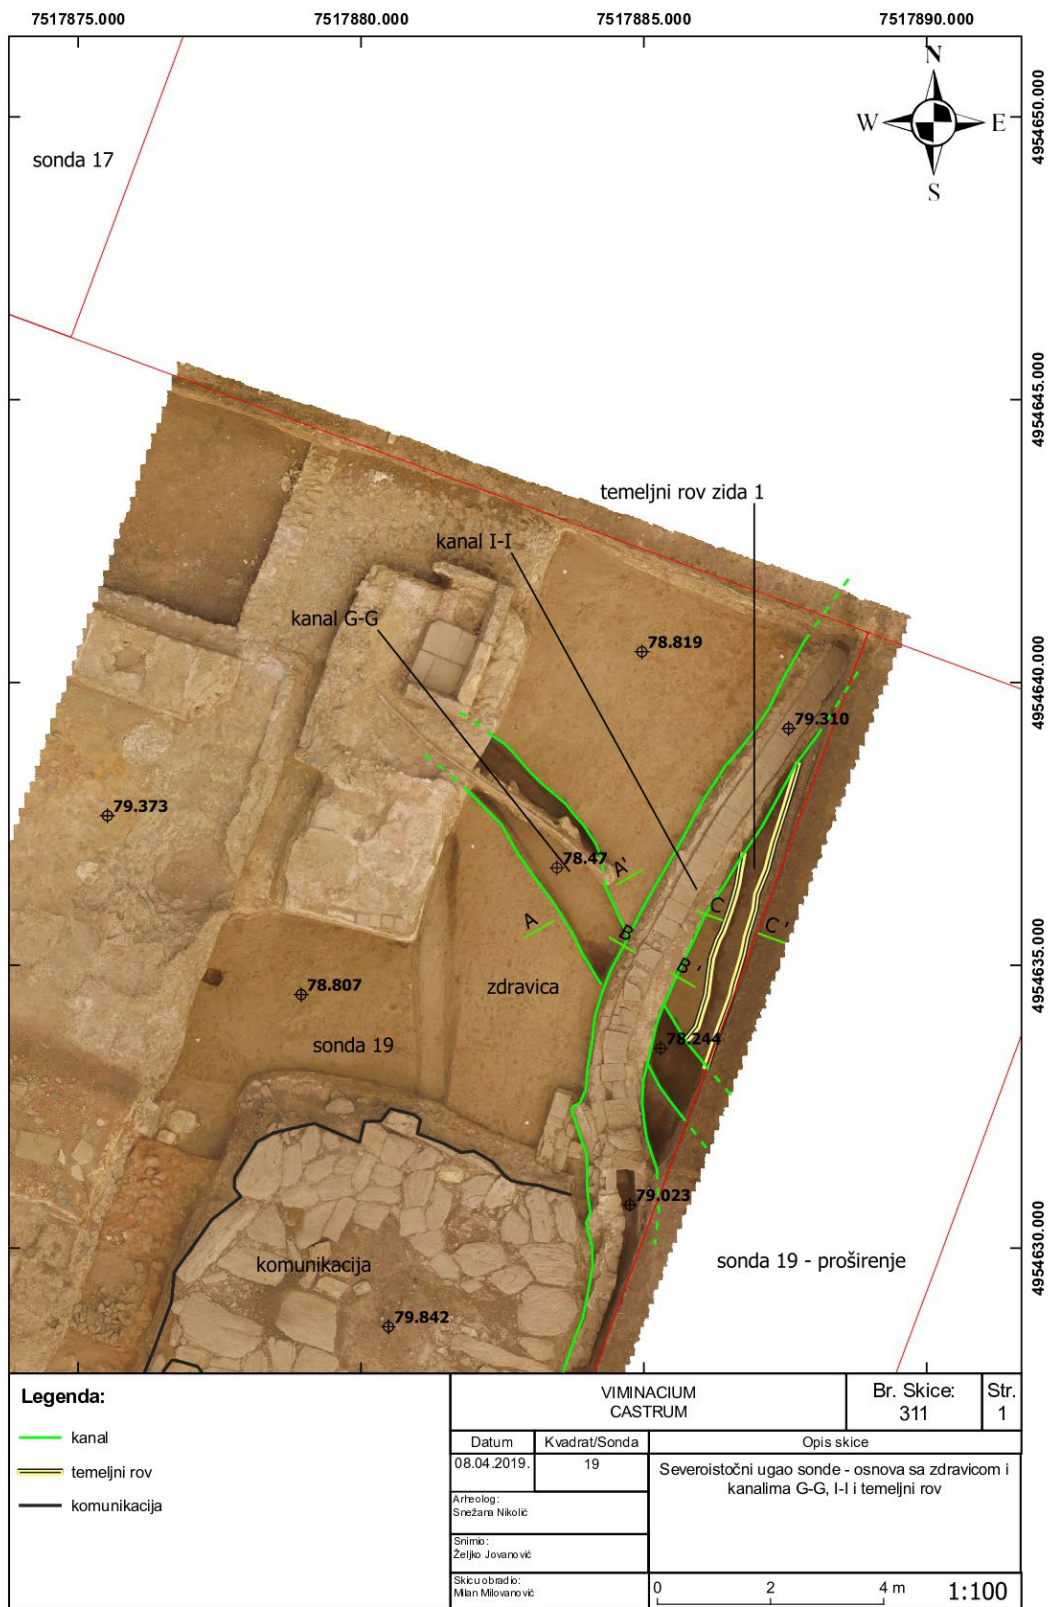 7517875.000
7517880.000
7517885.000
7517890.000
N
W
E
S
4954650.000
sonda 17
4954645.000
temeljni rov zida 1
kanal I-I
kanal G-G
78.819
4954640.000
79.310
79.373
78.47
A'
A
C
C '
B
B '
4954635.000
zdravica
78.807
sonda 19
78.244
79.023
4954630.000
komunikacija
sonda 19 - proširenje
79.842
Legenda:
kanal
temeljni rov
komunikacija
VIMINACIUM
CASTRUM
Br. Skice:
311
Str.
1
Datum
Kvadrat/Sonda
Opis skice
08.04.2019.
19
Severoistočni ugao sonde - osnova sa zdravicom i
kanalima G-G, I-I i temeljni rov
Arheolog:
Snežana Nikolić
Snimio:
Željko Jovanović
Skicu obradio:
Milan Milovanović
0 2 4 m
1:100